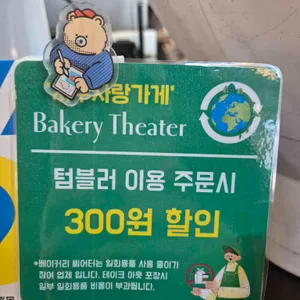 사랑가게'
Bakery Theater
텀블러 이용 주문시
300원 할인
*베이커리 씨어터는 일회용품 사용 줄이기
참여 업체 입니다. 테이크 아웃 포장시
일부 일회용품 비용이 부과됩니다.